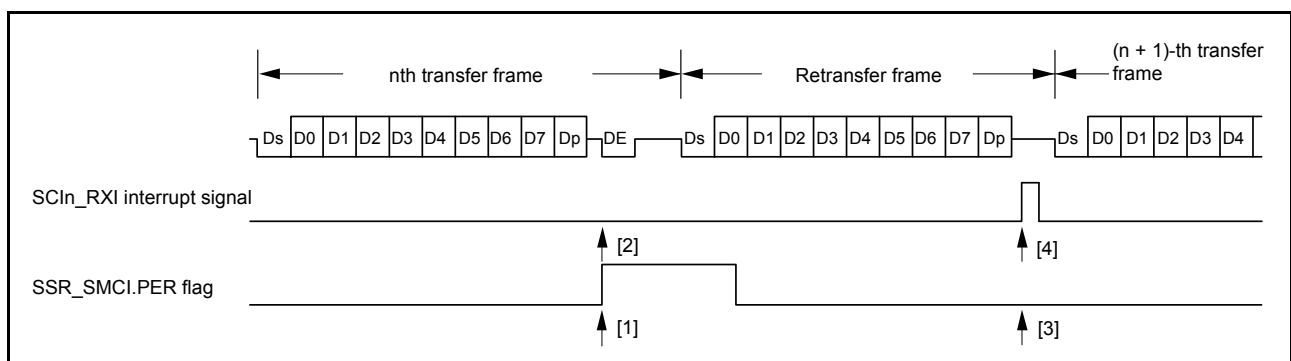 nth transfer frame
Retransfer frame
(n + 1)-th transfer
frame
Ds D0 D1 D2 D3 D4 D5 D6 D7 Dp DE Ds D0 D1 D2 D3 D4 D5 D6 D7 Dp Ds D0 D1 D2 D3 D4
SCIn_RXI interrupt signal
[2]
[4]
SSR_SMCI.PER flag
[1]
[3]